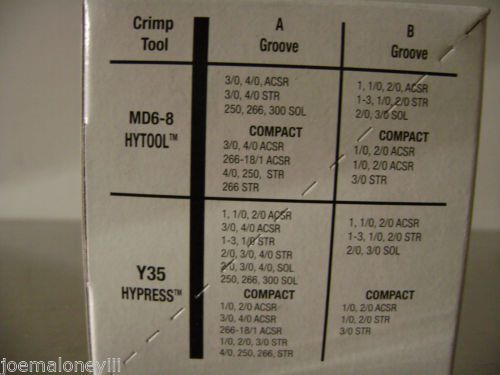 Crimp Tool
A Groove
B Groove
MD6-8
HYTOOL™
3/0, 4/0, ACSR
3/0, 4/0 STR
250, 266, 300 SOL
COMPACT
3/0, 4/0 ACSR
266-18/1 ACSR
4/0, 250, STR
266 STR
1, 1/0, 2/0 ACSR
1-3, 1/0, 2/0 STR
2/0, 3/0 SOL
COMPACT
1/0, 2/0 ACSR
1/0, 2/0 ACSR
3/0 STR
Y35
HYPRESS™
1, 1/0, 2/0 ACSR
3/0, 4/0 ACSR
1-3, 1/0 STR
2/0, 3/0, 4/0 STR
2/0, 3/0, 4/0, SOL
250, 266, 300 SOL
COMPACT
1/0, 2/0 ACSR
3/0, 4/0 ACSR
266-18/1 ACSR
1/0, 2/0, 3/0 STR
4/0, 250, 266, STR
1, 1/0, 2/0 ACSR
1-3, 1/0, 2/0 STR
2/0, 3/0 SOL
COMPACT
1/0, 2/0 ACSR
1/0, 2/0 STR
3/0 STR
joemaloneyiii